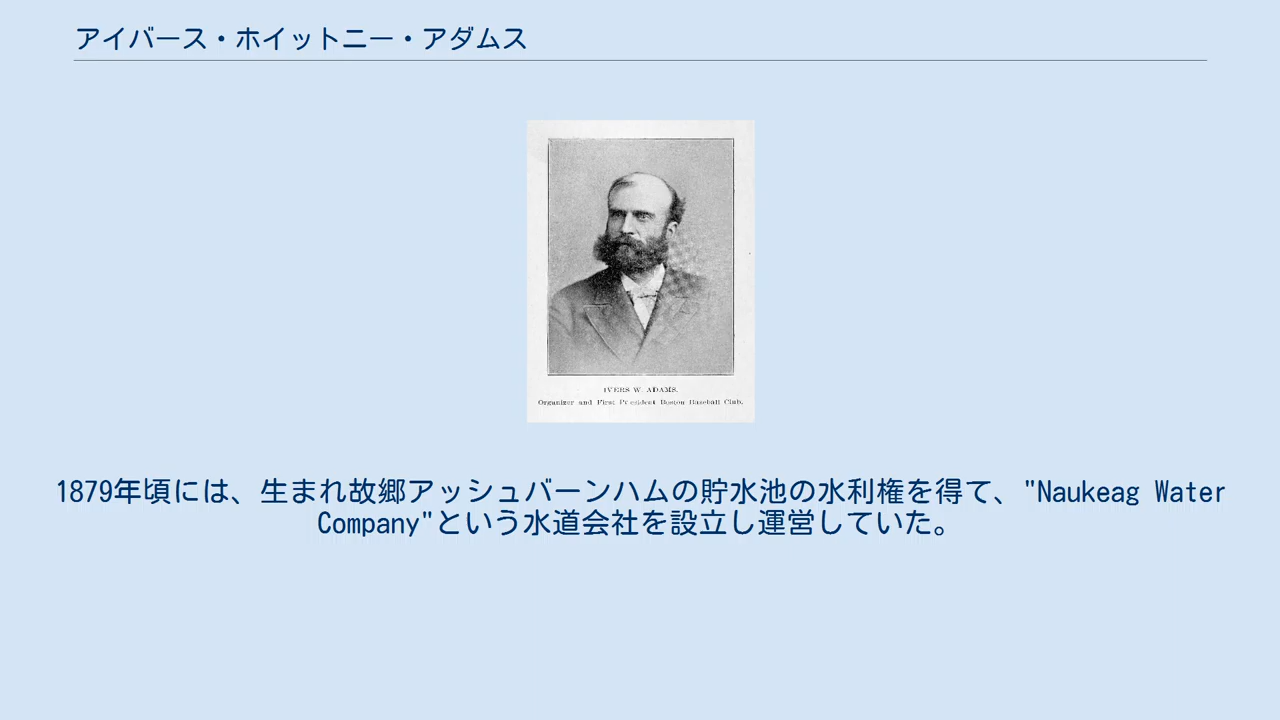 アイバース・ホイットニー・アダムス
IVERS W. ADAMS.
Organizer and First President Boston Baseball Club.
1879年頃には、生まれ故郷アッシュバーンハムの貯水池の水利権を得て、"Naukeag Water
Company"という水道会社を設立し運営していた。